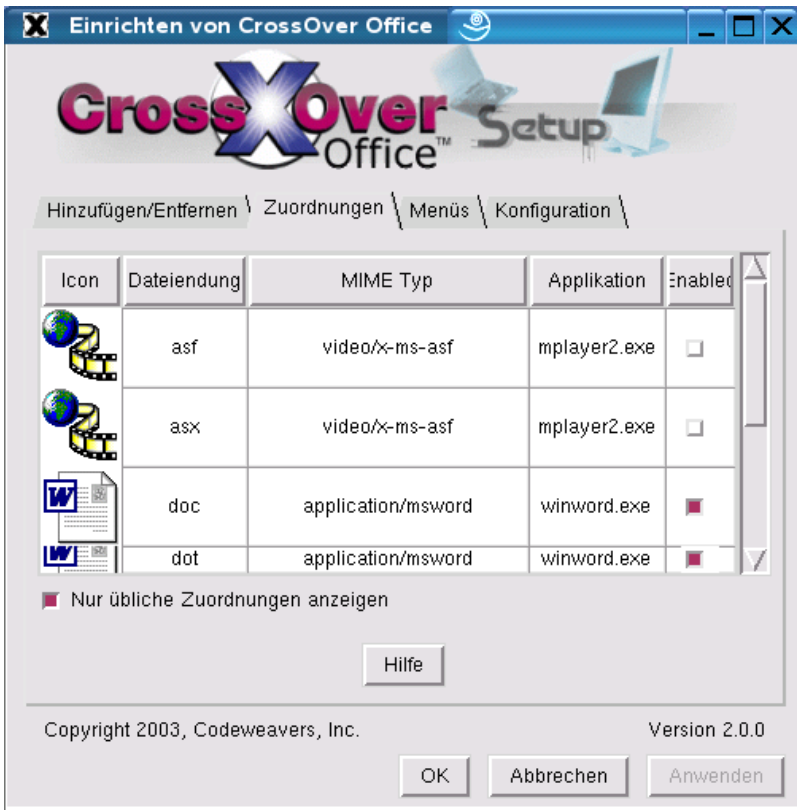 Einrichten von CrossOver Office
CrossOver Office™ Setup
Hinzufügen/Entfernen Zuordnungen Menüs Konfiguration
Icon Dateiendung MIME Typ Applikation Enabled
asf video/x-ms-asf mplayer2.exe
asx video/x-ms-asf mplayer2.exe
W doc application/msword winword.exe
W dot application/msword winword.exe
Nur übliche Zuordnungen anzeigen
Hilfe
Copyright 2003, Codeweavers, Inc. Version 2.0.0
OK Abbrechen Anwenden